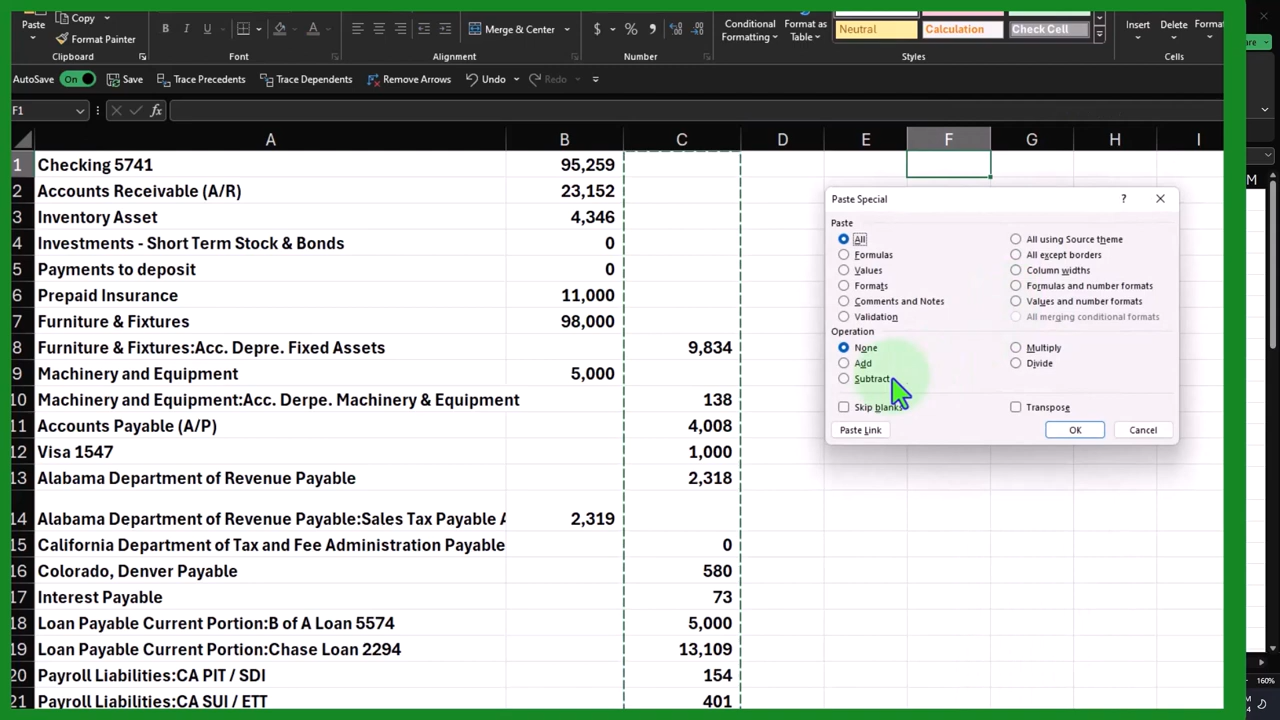 Paste
Copy
Format Painter
Clipboard
Font
Merge & Center
Alignment
$ % ,
Number
Conditional Formatting
Format as Table
Neutral
Calculation
Check Cell
Styles
Insert
Delete
Cells
AutoSave On Save Trace Precedents Trace Dependents Remove Arrows Undo Redo
F1 fx
A B C D E F G H I
1 Checking 5741 95,259
2 Accounts Receivable (A/R) 23,152
3 Inventory Asset 4,346
4 Investments - Short Term Stock & Bonds 0
5 Payments to deposit 0
6 Prepaid Insurance 11,000
7 Furniture & Fixtures 98,000
8 Furniture & Fixtures:Acc. Depre. Fixed Assets 9,834
9 Machinery and Equipment 5,000
10 Machinery and Equipment:Acc. Derpe. Machinery & Equipment 138
11 Accounts Payable (A/P) 4,008
12 Visa 1547 1,000
13 Alabama Department of Revenue Payable 2,318
14 Alabama Department of Revenue Payable:Sales Tax Payable 2,319
15 California Department of Tax and Fee Administration Payable 0
16 Colorado, Denver Payable 580
17 Interest Payable 73
18 Loan Payable Current Portion:B of A Loan 5574 5,000
19 Loan Payable Current Portion:Chase Loan 2294 13,109
20 Payroll Liabilities:CA PIT / SDI 154
21 Payroll Liabilities:CA SUI / ETT 401
Paste Special ?
Paste
All All using Source theme
Formulas All except borders
Values Column widths
Formats Formulas and number formats
Comments and Notes Values and number formats
Validation All merging conditional formats
Operation
None Multiply
Add Divide
Subtract
Skip blanks Transpose
Paste Link OK Cancel
M
160%